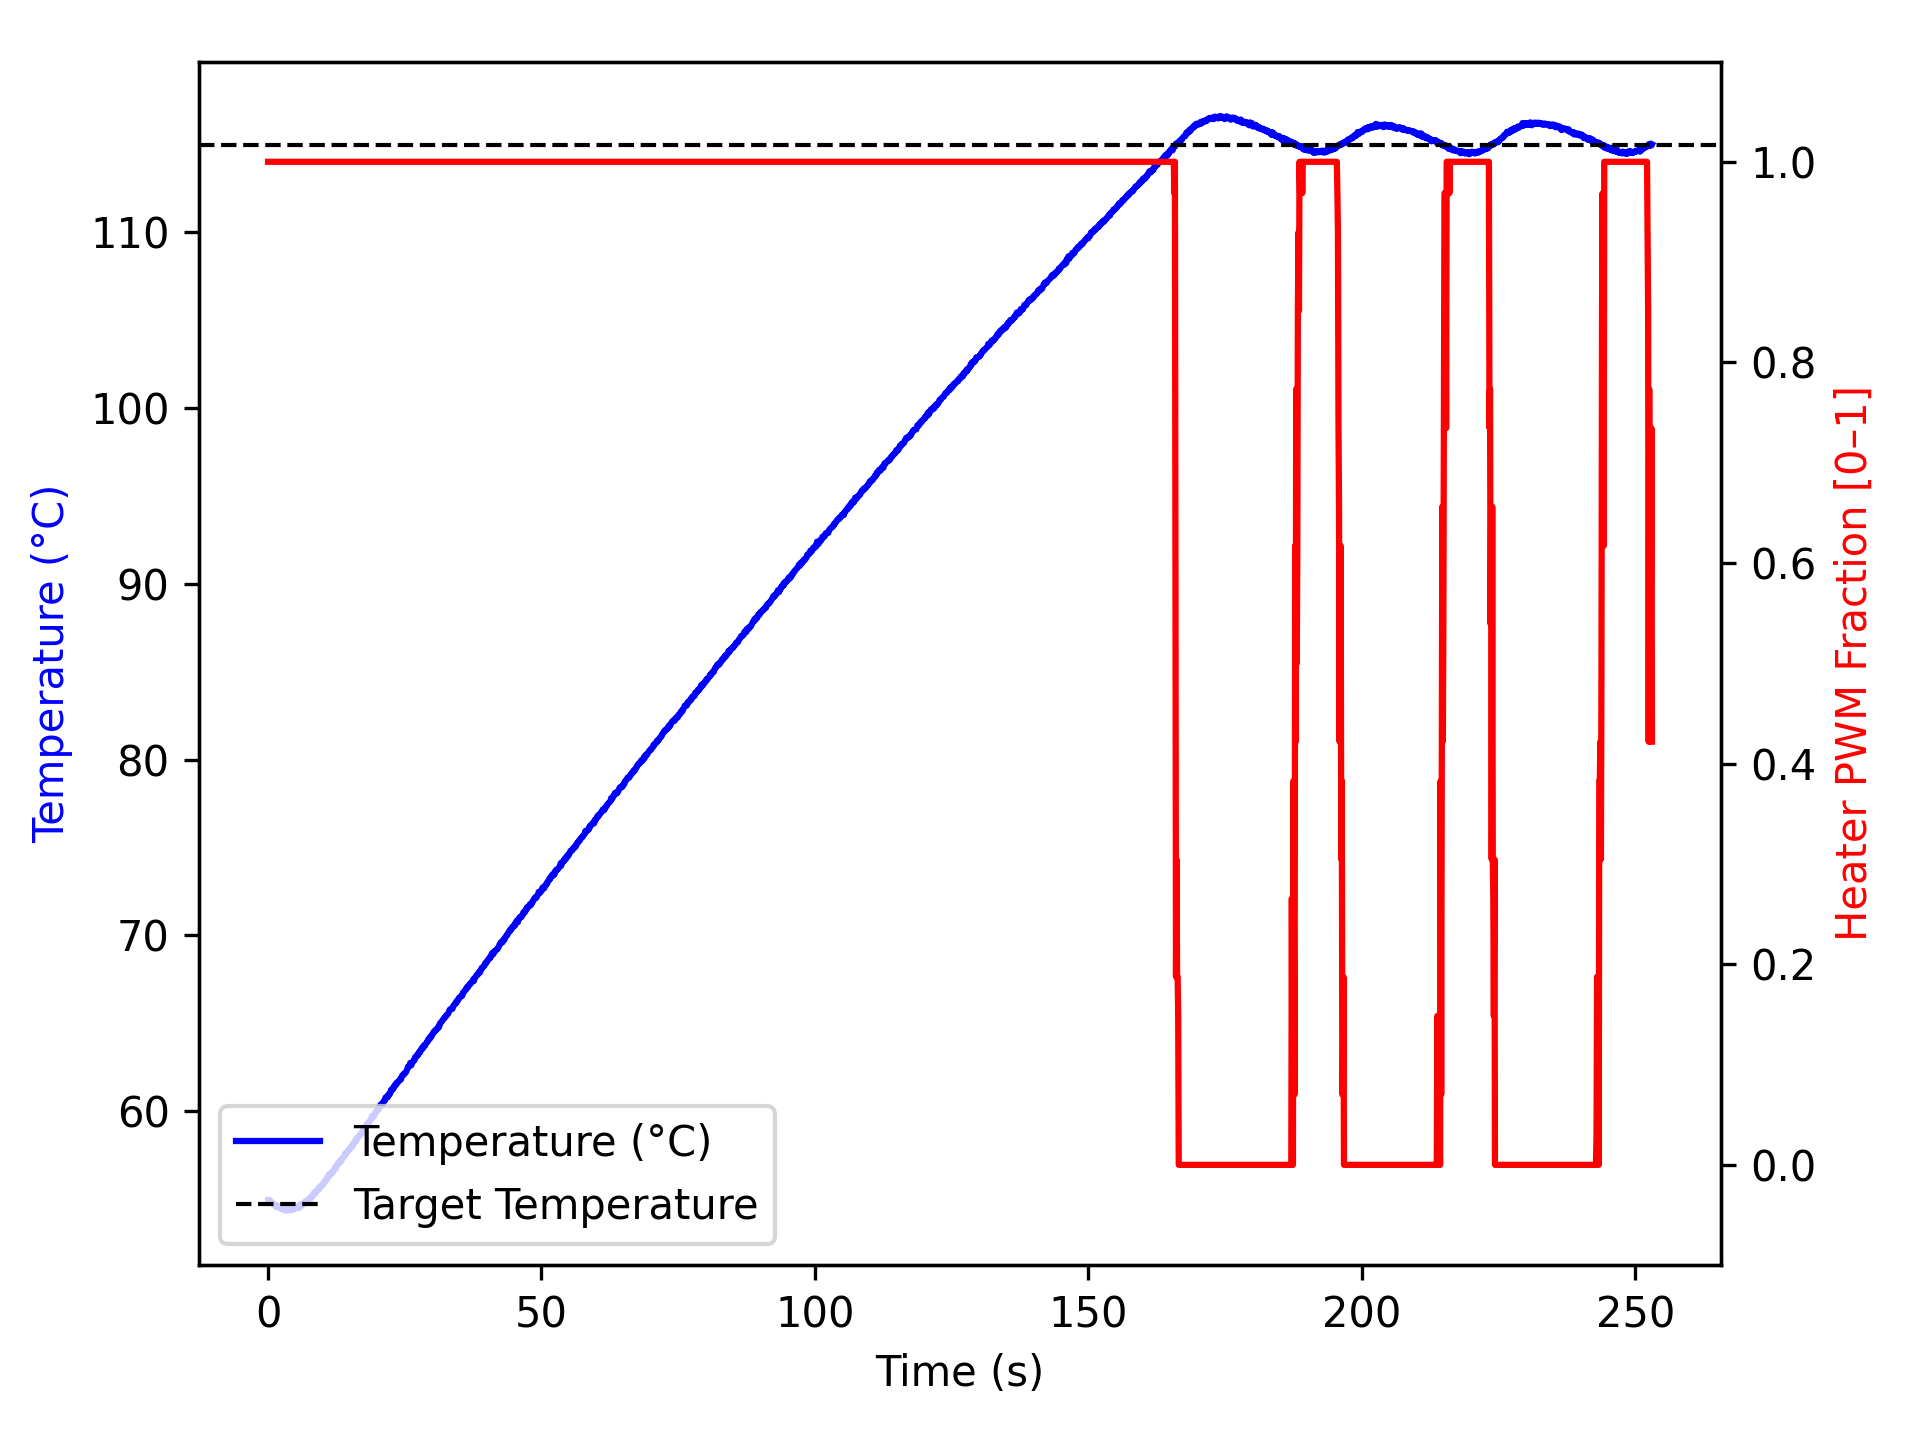 110
100
90
80
70
60
Temperature (°C)
1.0
0.8
0.6
0.4
0.2
0.0
Heater PWM Fraction [0–1]
Temperature (°C)
Target Temperature
0 50 100 150 200 250
Time (s)